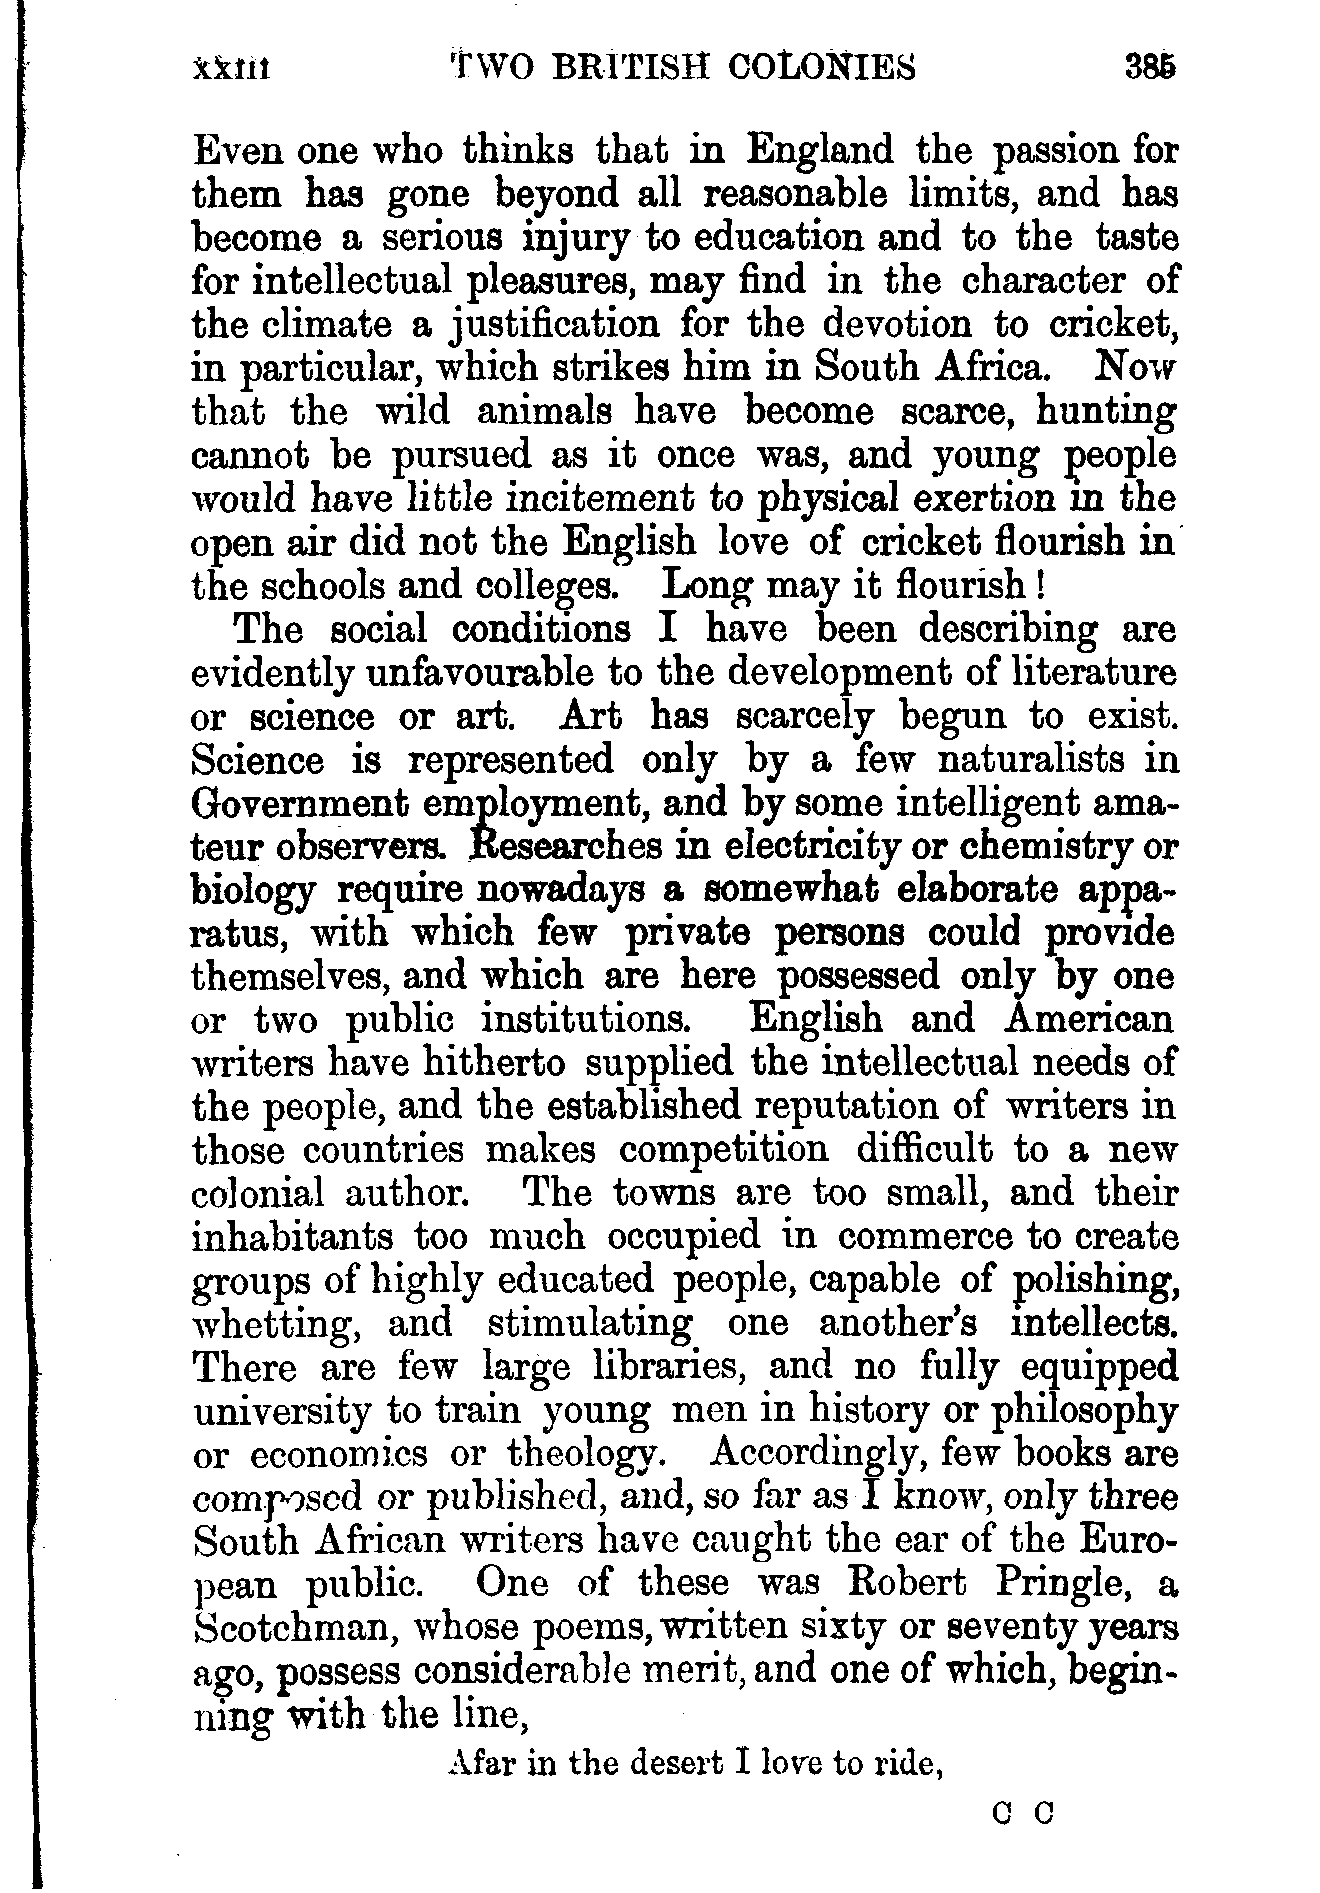 xxiii TWO BRITISH COLONIES 385
Even one who thinks that in England the passion for
them has gone beyond all reasonable limits, and has
become a serious injury to education and to the taste
for intellectual pleasures, may find in the character of
the climate a justification for the devotion to cricket,
in particular, which strikes him in South Africa. Now
that the wild animals have become scarce, hunting
cannot be pursued as it once was, and young people
would have little incitement to physical exertion in the
open air did not the English love of cricket flourish in
the schools and colleges. Long may it flourish!
The social conditions I have been describing are
evidently unfavourable to the development of literature
or science or art. Art has scarcely begun to exist.
Science is represented only by a few naturalists in
Government employment, and by some intelligent ama-
teur observers. Researches in electricity or chemistry or
biology require nowadays a somewhat elaborate appa-
ratus, with which few private persons could provide
themselves, and which are here possessed only by one
or two public institutions. English and American
writers have hitherto supplied the intellectual needs of
the people, and the established reputation of writers in
those countries makes competition difficult to a new
colonial author. The towns are too small, and their
inhabitants too much occupied in commerce to create
groups of highly educated people, capable of polishing,
whetting, and stimulating one another's intellects.
There are few large libraries, and no fully equipped
university to train young men in history or philosophy
or economics or theology. Accordingly, few books are
composed or published, and, so far as I know, only three
South African writers have caught the ear of the Euro-
pean public. One of these was Robert Pringle, a
Scotchman, whose poems, written sixty or seventy years
ago, possess considerable merit, and one of which, begin-
ning with the line,
Afar in the desert I love to ride,
C C